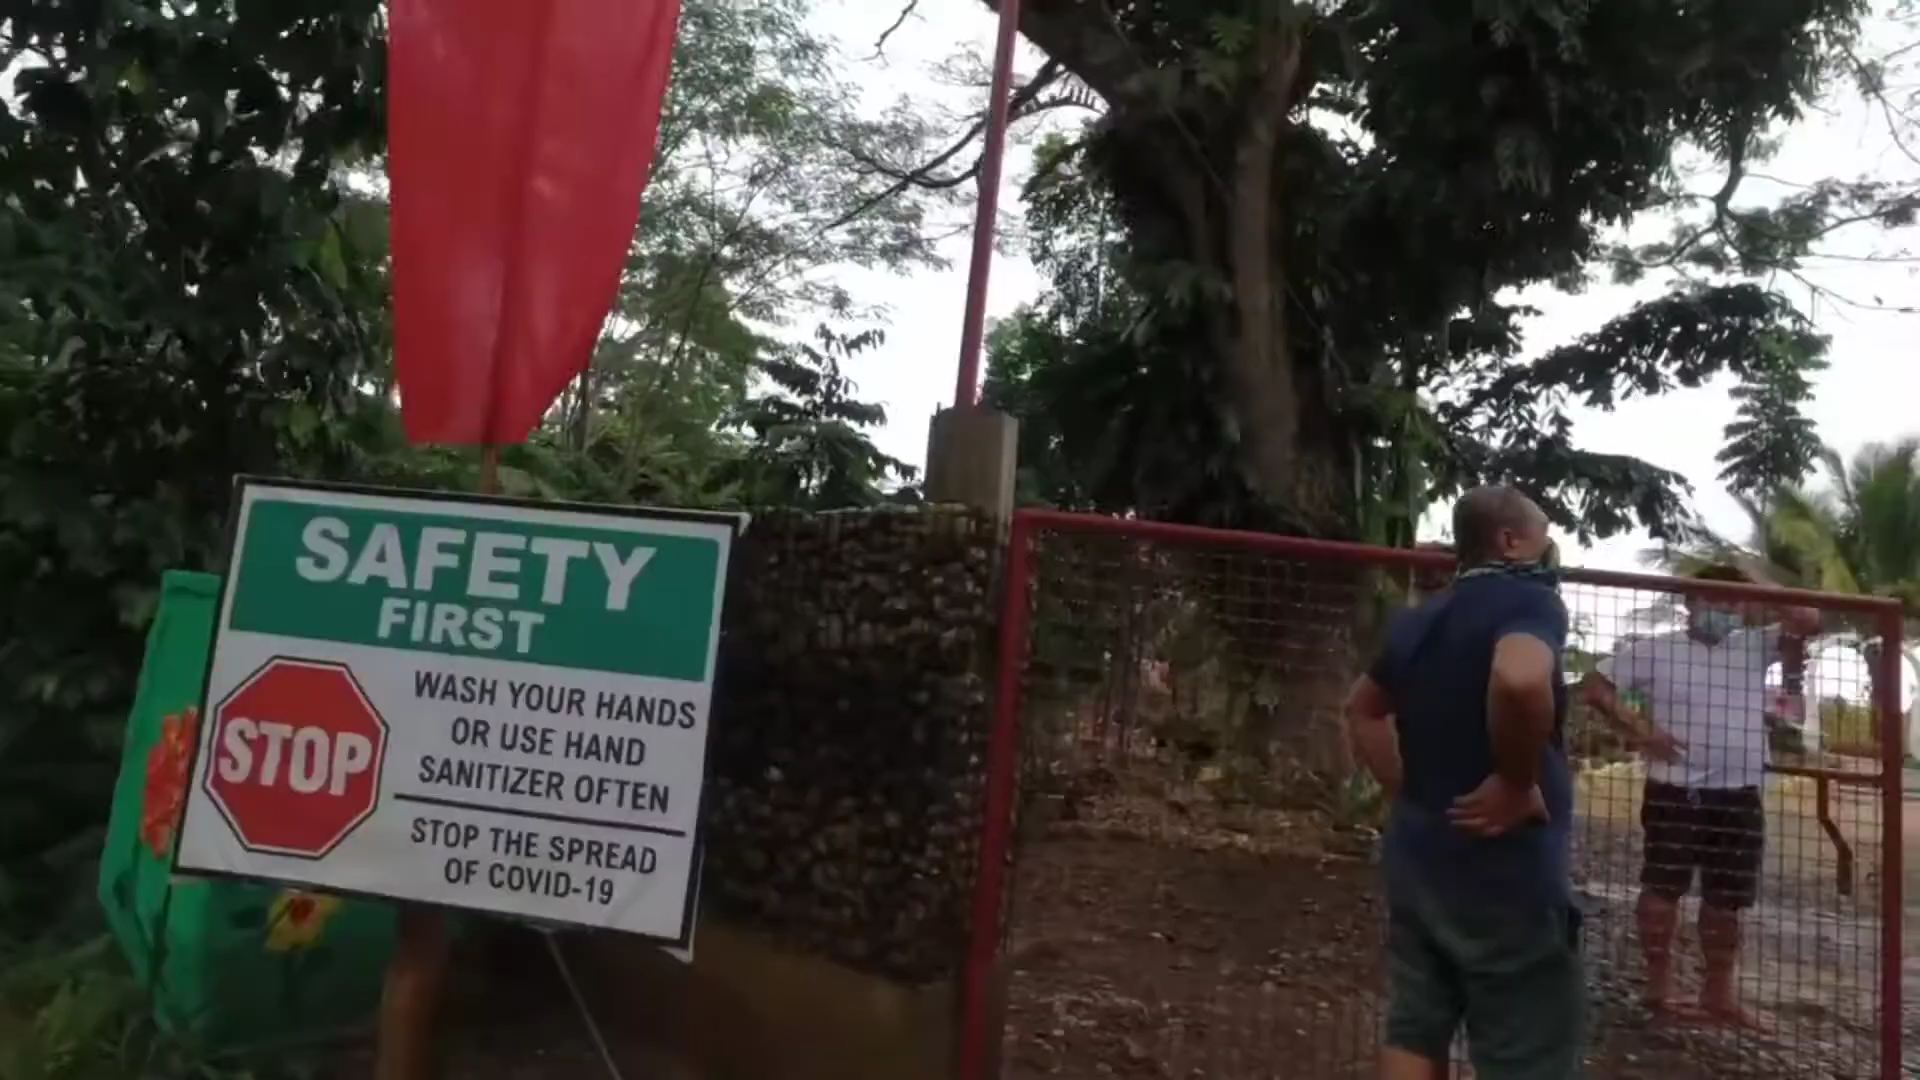 SAFETY
FIRST
STOP
WASH YOUR HANDS
OR USE HAND
SANITIZER OFTEN
STOP THE SPREAD
OF COVID-19